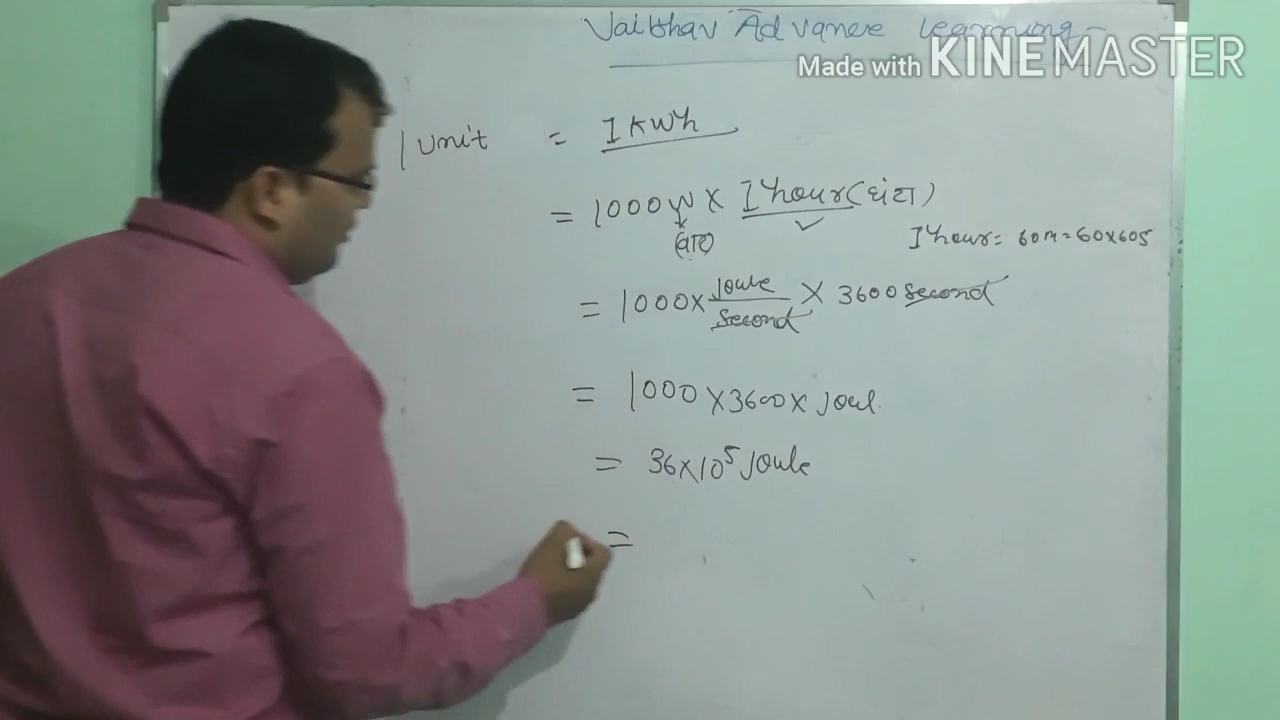 Vaibhav Advance Learning
Made with KINEMASTER
1 Unit = 1 KWh
= 1000 W × 1 hour (घंटा)
(वाट)
1 hour = 60 m = 60×60s
= 1000 × Joule / Second × 3600 Second
= 1000 × 3600 × Joul.
= 36×10⁵ Joule
=